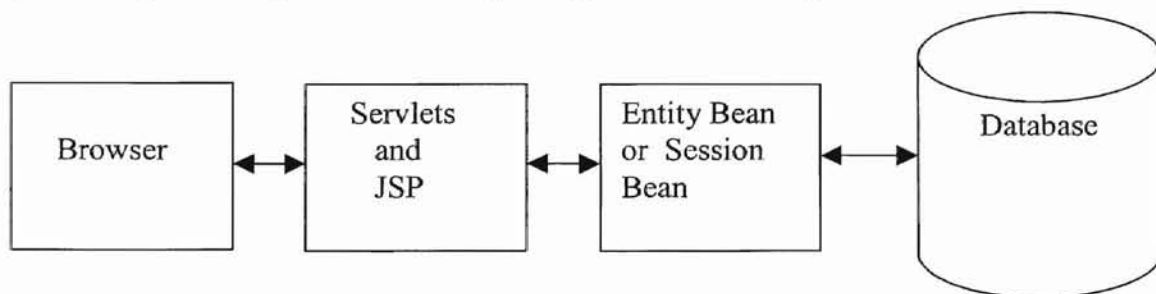 Browser
Servlets
and
JSP
Entity Bean
or Session
Bean
Database